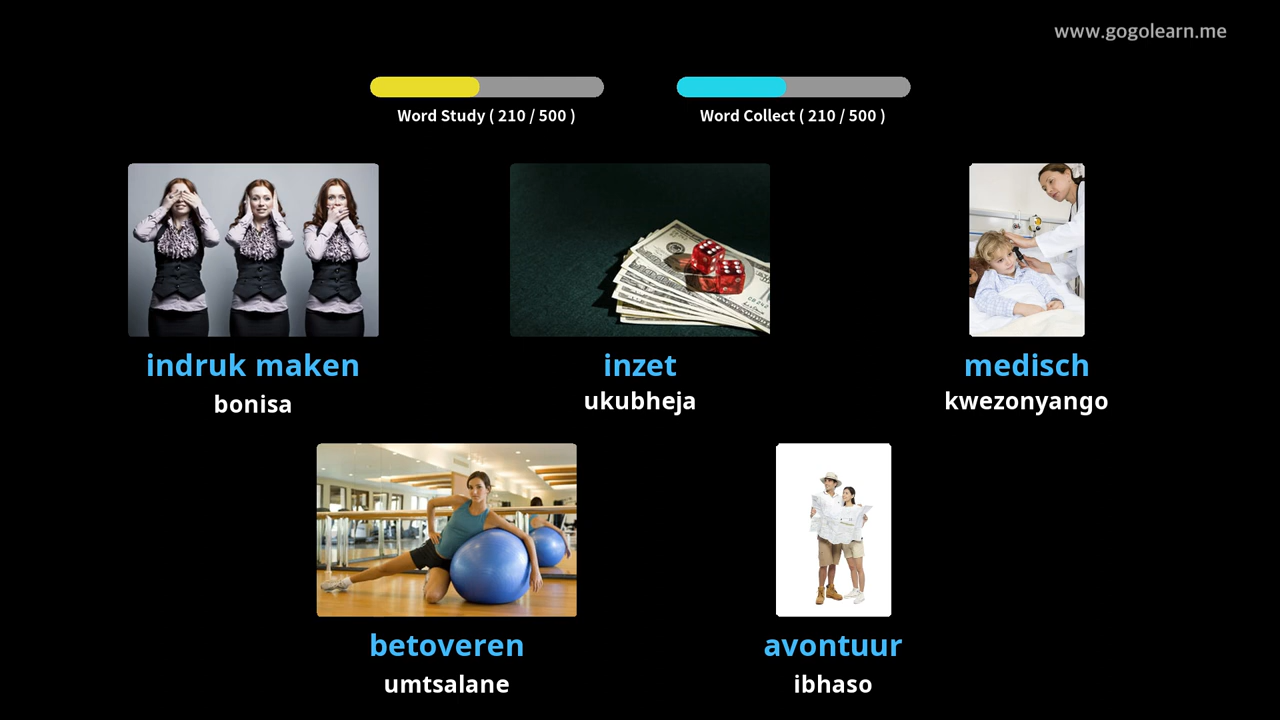 www.gogolearn.me
Word Study ( 210 / 500 )
Word Collect ( 210 / 500 )
indruk maken
bonisa
inzet
ukubheja
medisch
kwezonyango
betoveren
umtsalane
avontuur
ibhaso